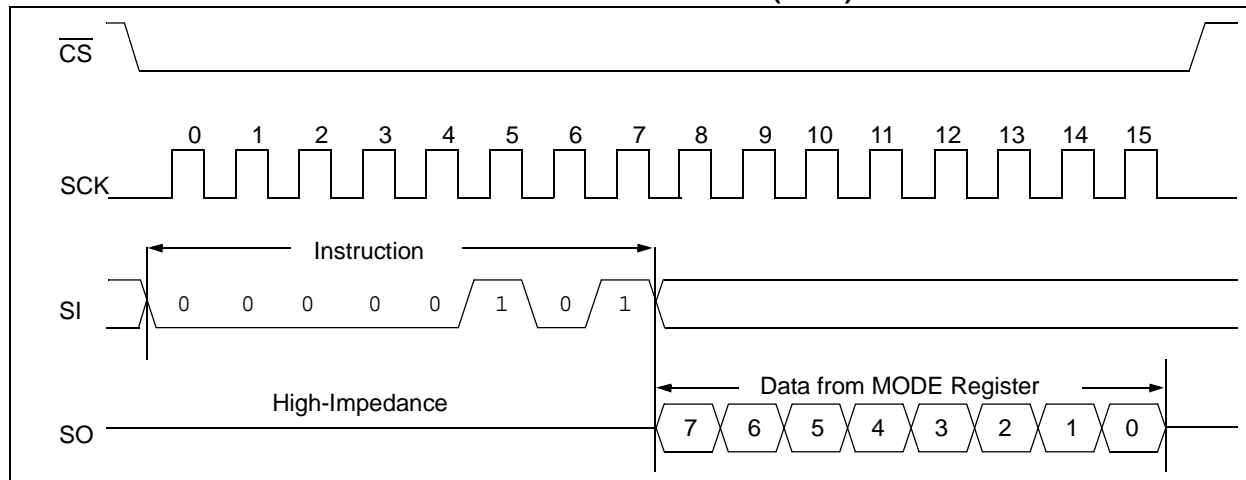 CS
0 1 2 3 4 5 6 7 8 9 10 11 12 13 14 15
SCK
Instruction
SI 0 0 0 0 0 1 0 1
Data from MODE Register
High-Impedance
SO 7 6 5 4 3 2 1 0